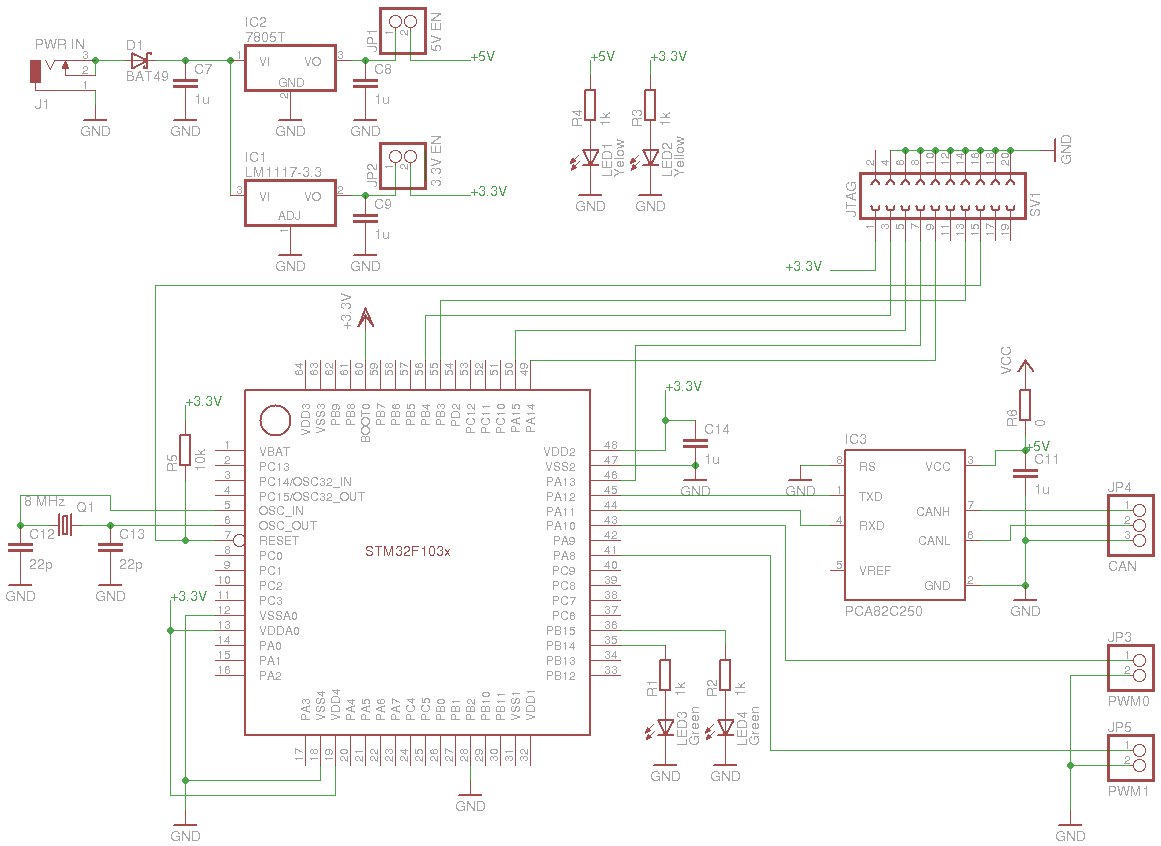 PWR IN
3
2
1
J1
GND
D1
BAT49
C7
1u
GND
IC2
7805T
1
VI
VO
3
GND
2
GND
C8
1u
GND
JP1
1
2
5V EN
+5V
IC1
LM1117-3.3
3
VI
VO
2
ADJ
1
GND
C9
1u
GND
JP2
1
2
3.3V EN
+3.3V
+5V
R4
1k
LED1
Yelow
GND
+3.3V
R3
1k
LED2
Yellow
GND
JTAG
2
4
6
8
10
12
14
16
18
20
1
3
5
7
9
11
13
15
17
19
SV1
GND
+3.3V
+3.3V
64
63
62
61
60
59
58
57
56
55
54
53
52
51
50
49
VDD3
VSS3
PB9
PB8
BOOT0
PB7
PB6
PB5
PB4
PB3
PD2
PC12
PC11
PC10
PA15
PA14
+3.3V
R5
10k
1 VBAT
2 PC13
3 PC14/OSC32_IN
4 PC15/OSC32_OUT
5 OSC_IN
6 OSC_OUT
7 RESET
8 PC0
9 PC1
10 PC2
11 PC3
12 VSSA0
13 VDDA0
14 PA0
15 PA1
16 PA2
STM32F103x
VDD2 48
VSS2 47
PA13 46
PA12 45
PA11 44
PA10 43
PA9 42
PA8 41
PC9 40
PC8 39
PC7 38
PC6 37
PB15 36
PB14 35
PB13 34
PB12 33
PA3
VSS4
VDD4
PA4
PA5
PA6
PA7
PC4
PC5
PB0
PB1
PB2
PB10
PB11
VSS1
VDD1
17
18
19
20
21
22
23
24
25
26
27
28
29
30
31
32
8 MHz
Q1
C12
22p
GND
C13
22p
GND
+3.3V
GND
GND
+3.3V
C14
1u
GND
R1
1k
LED3
Green
GND
R2
1k
LED4
Green
GND
VCC
R6
0
+5V
C11
1u
GND
IC3
8 RS
1 TXD
4 RXD
5 VREF
VCC 3
CANH 7
CANL 6
GND 2
PCA82C250
GND
JP4
1
2
3
CAN
JP3
1
2
PWM0
JP5
1
2
PWM1
GND